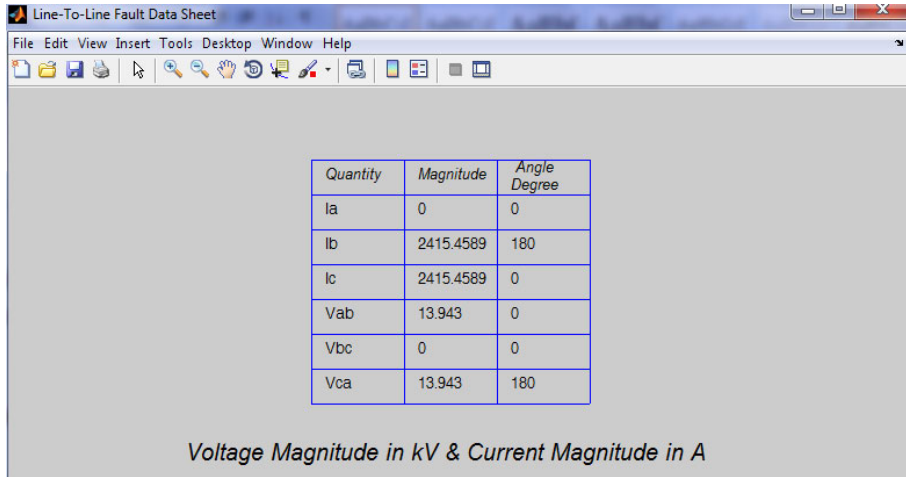 Line-To-Line Fault Data Sheet
File Edit View Insert Tools Desktop Window Help
Quantity Magnitude Angle Degree
Ia 0 0
Ib 2415.4589 180
Ic 2415.4589 0
Vab 13.943 0
Vbc 0 0
Vca 13.943 180
Voltage Magnitude in kV & Current Magnitude in A